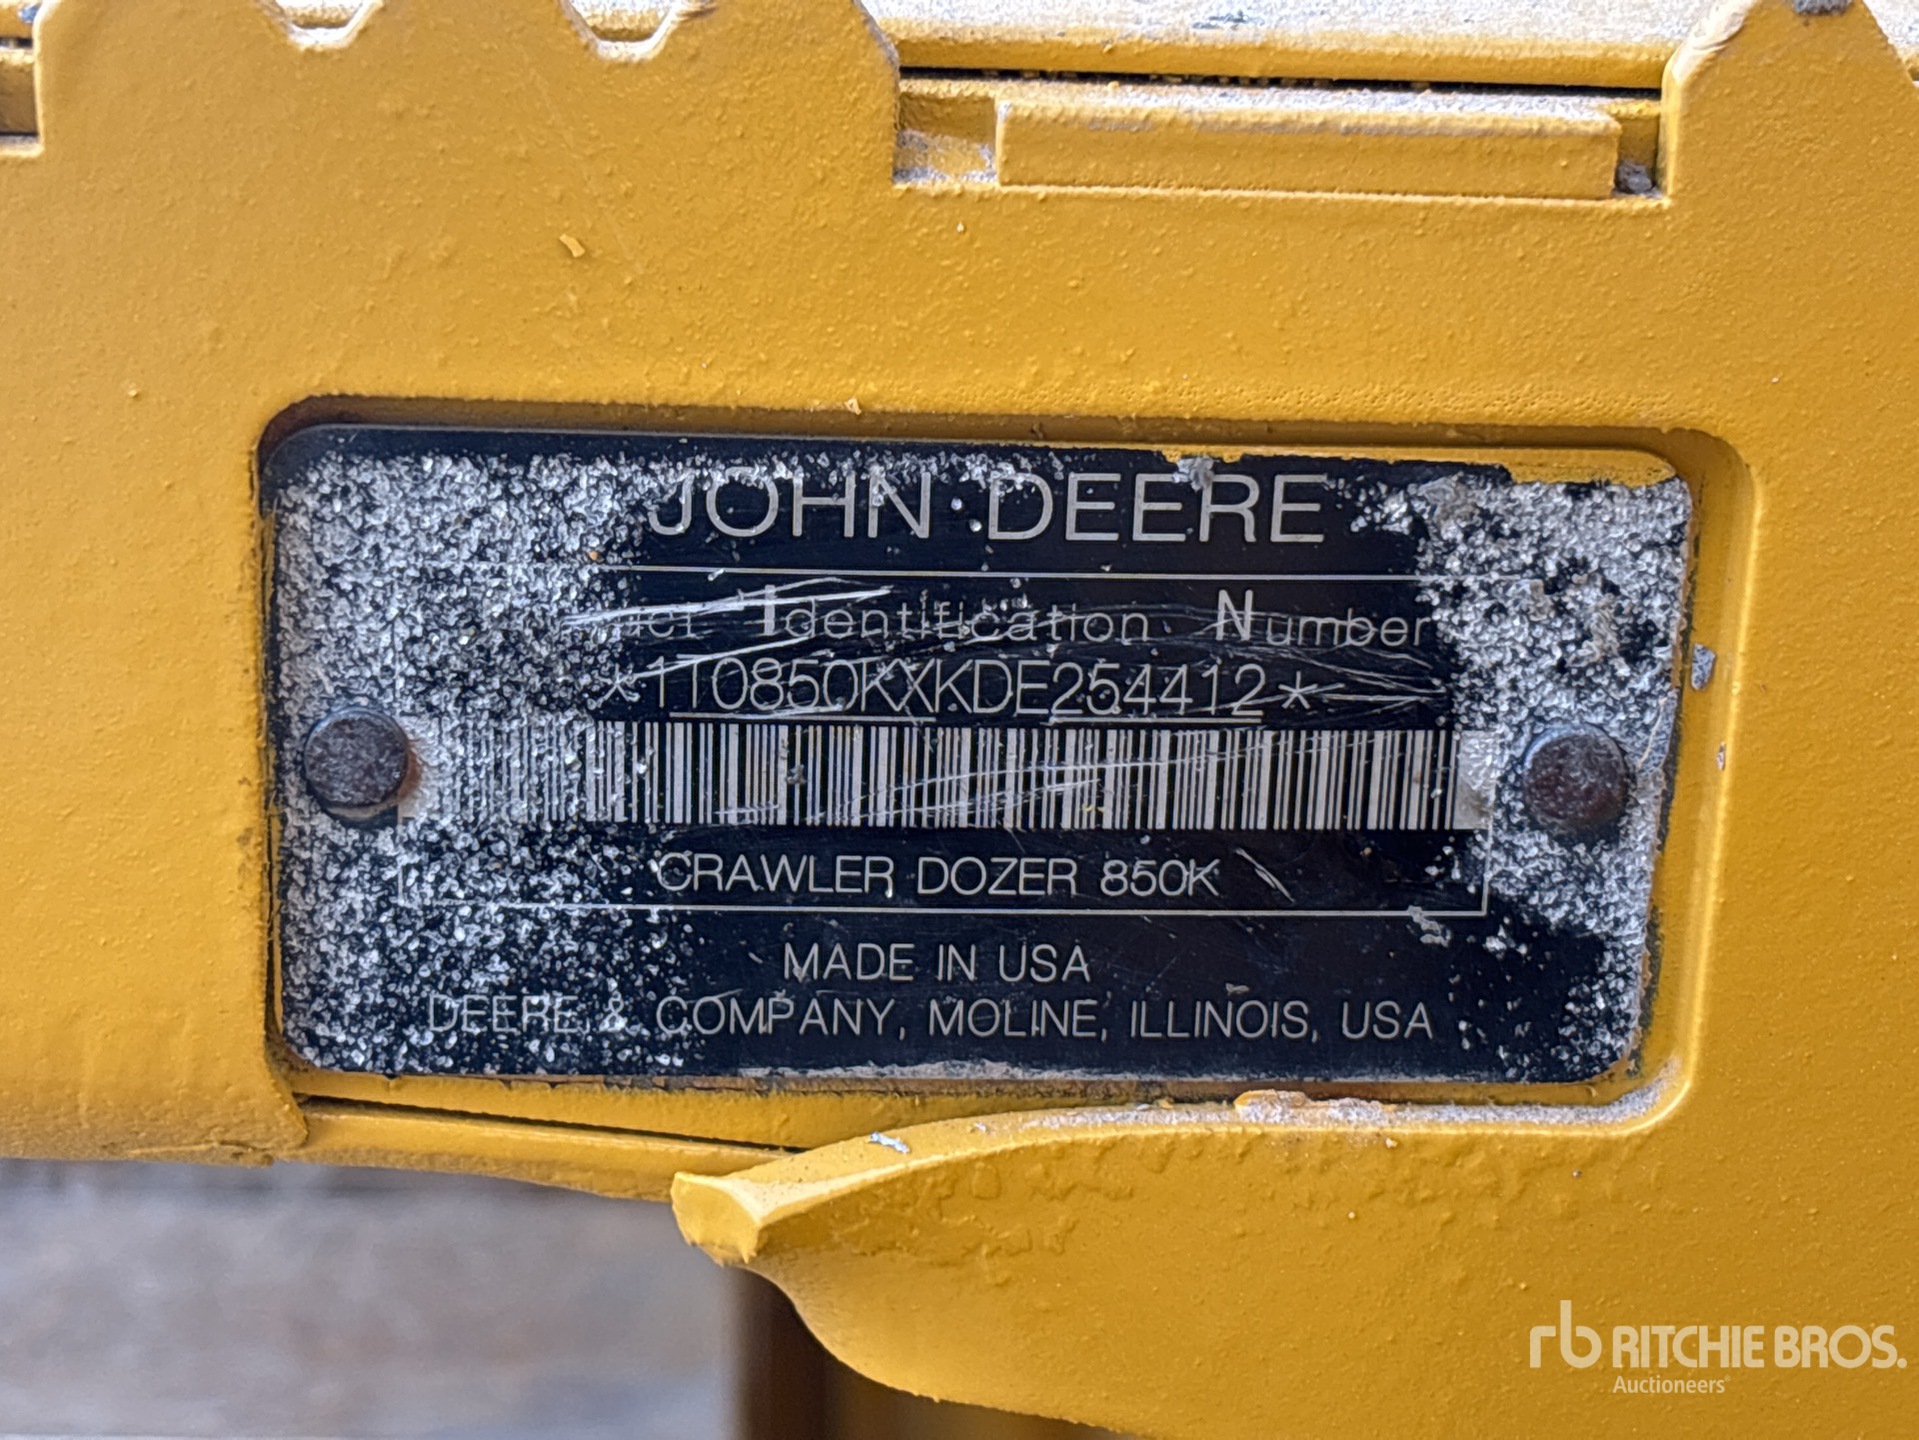 JOHN DEERE
Identification Number
*1T0850KXKDE254412*
CRAWLER DOZER 850K
MADE IN USA
DEERE & COMPANY, MOLINE, ILLINOIS, USA
rb RITCHIE BROS.
Auctioneers